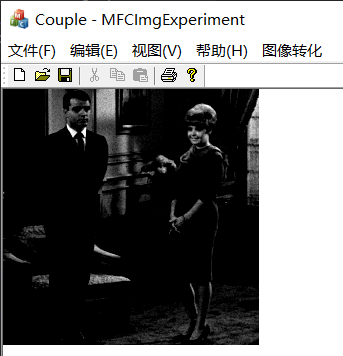 Couple - MFCImgExperiment
文件(F) 编辑(E) 视图(V) 帮助(H) 图像转化